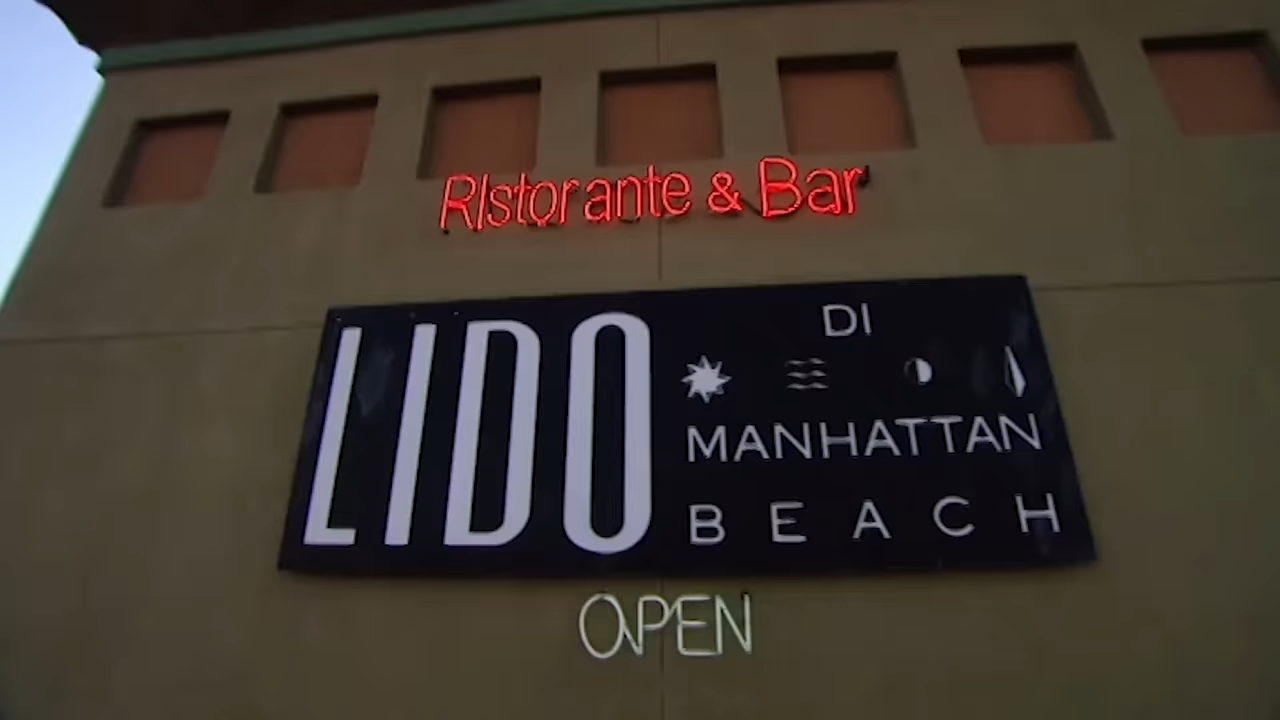 RIstorante & Bar
LIDO
DI
MANHATTAN
BEACH
OPEN